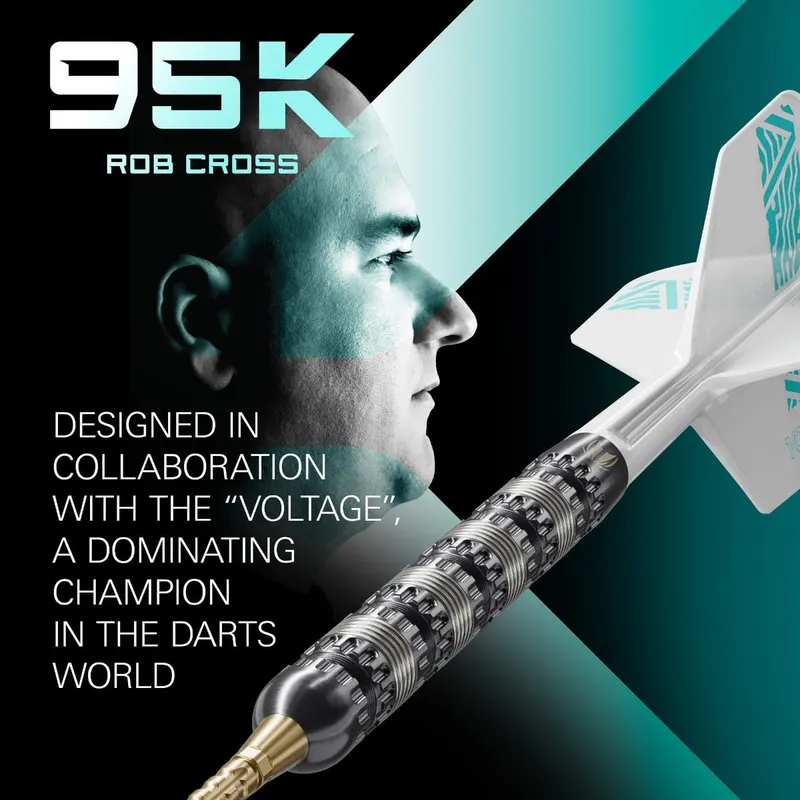 95K
ROB CROSS
DESIGNED IN
COLLABORATION
WITH THE “VOLTAGE”,
A DOMINATING
CHAMPION
IN THE DARTS
WORLD